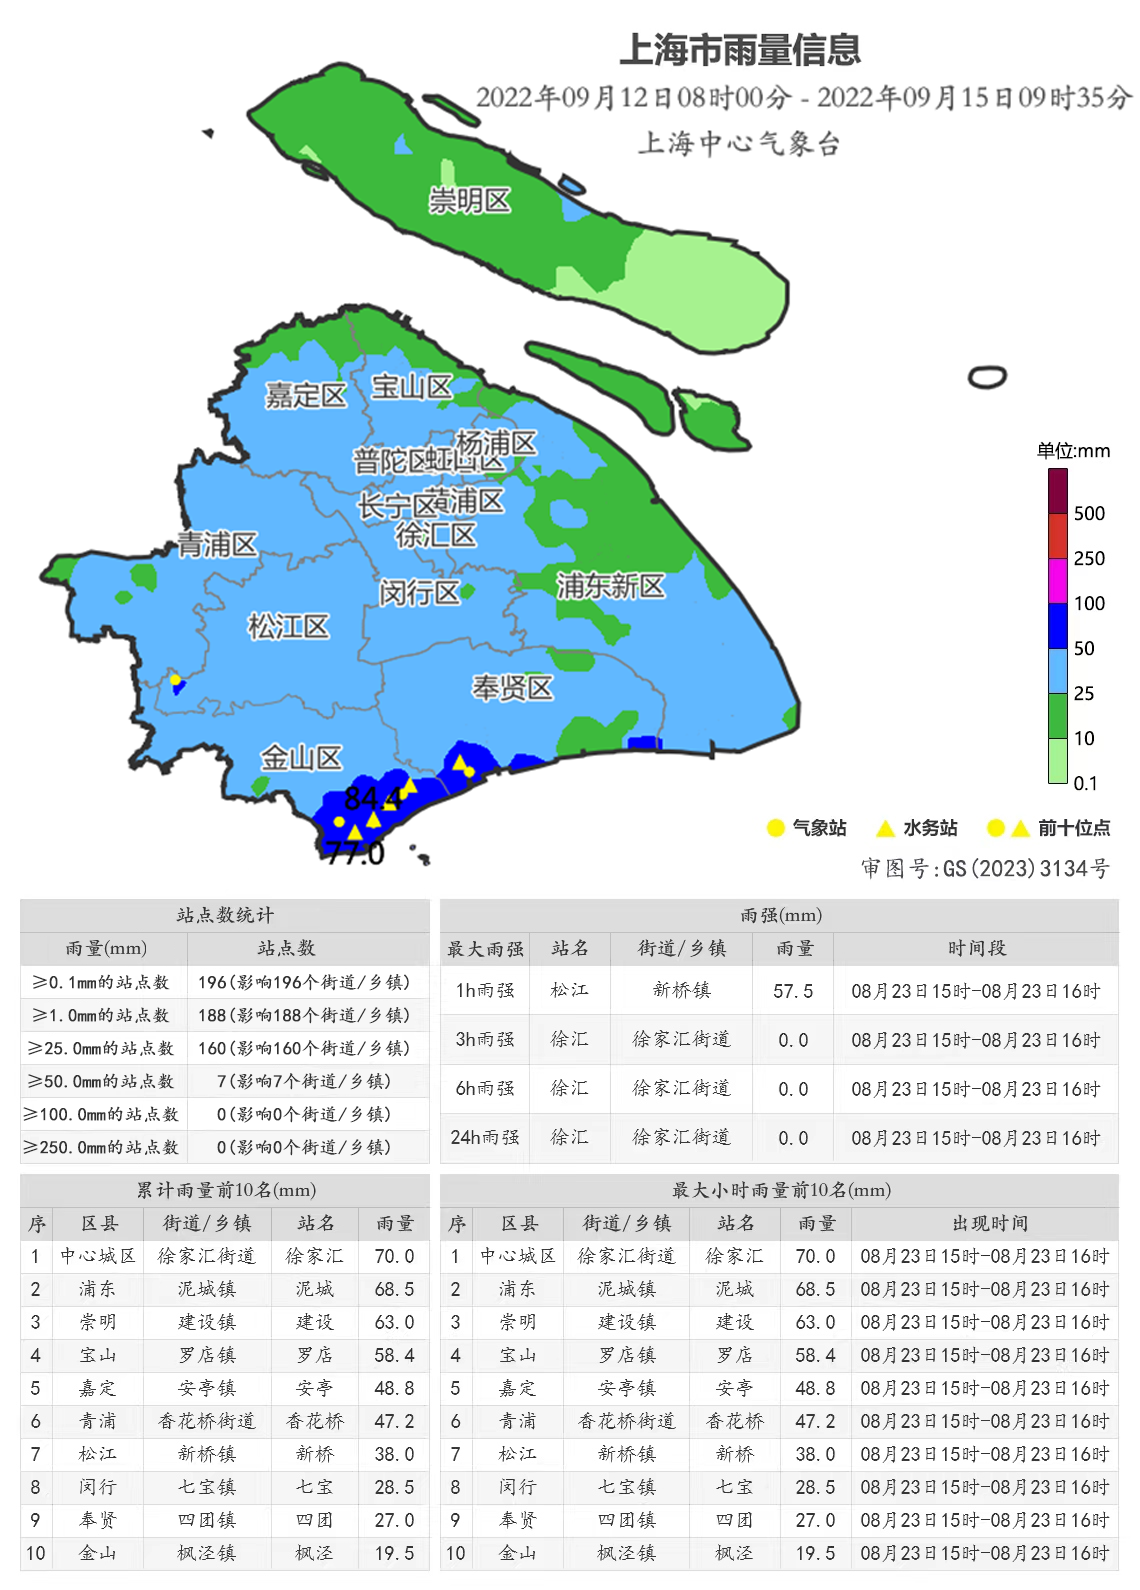 上海市雨量信息
2022年09月12日08时00分 - 2022年09月15日09时35分
上海中心气象台
崇明区
嘉定区
宝山区
杨浦区
普陀区
虹口区
长宁区
黄浦区
徐汇区
青浦区
闵行区
浦东新区
松江区
奉贤区
金山区
84.4
77.0
单位:mm
500
250
100
50
25
10
0.1
气象站 水务站 前十位点
审图号:GS(2023)3134号
站点数统计
雨量(mm) 站点数
≥0.1mm的站点数 196(影响196个街道/乡镇)
≥1.0mm的站点数 188(影响188个街道/乡镇)
≥25.0mm的站点数 160(影响160个街道/乡镇)
≥50.0mm的站点数 7(影响7个街道/乡镇)
≥100.0mm的站点数 0(影响0个街道/乡镇)
≥250.0mm的站点数 0(影响0个街道/乡镇)
雨强(mm)
最大雨强 站名 街道/乡镇 雨量 时间段
1h雨强 松江 新桥镇 57.5 08月23日15时-08月23日16时
3h雨强 徐汇 徐家汇街道 0.0 08月23日15时-08月23日16时
6h雨强 徐汇 徐家汇街道 0.0 08月23日15时-08月23日16时
24h雨强 徐汇 徐家汇街道 0.0 08月23日15时-08月23日16时
累计雨量前10名(mm)
序 区县 街道/乡镇 站名 雨量
1 中心城区 徐家汇街道 徐家汇 70.0
2 浦东 泥城镇 泥城 68.5
3 崇明 建设镇 建设 63.0
4 宝山 罗店镇 罗店 58.4
5 嘉定 安亭镇 安亭 48.8
6 青浦 香花桥街道 香花桥 47.2
7 松江 新桥镇 新桥 38.0
8 闵行 七宝镇 七宝 28.5
9 奉贤 四团镇 四团 27.0
10 金山 枫泾镇 枫泾 19.5
最大小时雨量前10名(mm)
序 区县 街道/乡镇 站名 雨量 出现时间
1 中心城区 徐家汇街道 徐家汇 70.0 08月23日15时-08月23日16时
2 浦东 泥城镇 泥城 68.5 08月23日15时-08月23日16时
3 崇明 建设镇 建设 63.0 08月23日15时-08月23日16时
4 宝山 罗店镇 罗店 58.4 08月23日15时-08月23日16时
5 嘉定 安亭镇 安亭 48.8 08月23日15时-08月23日16时
6 青浦 香花桥街道 香花桥 47.2 08月23日15时-08月23日16时
7 松江 新桥镇 新桥 38.0 08月23日15时-08月23日16时
8 闵行 七宝镇 七宝 28.5 08月23日15时-08月23日16时
9 奉贤 四团镇 四团 27.0 08月23日15时-08月23日16时
10 金山 枫泾镇 枫泾 19.5 08月23日15时-08月23日16时